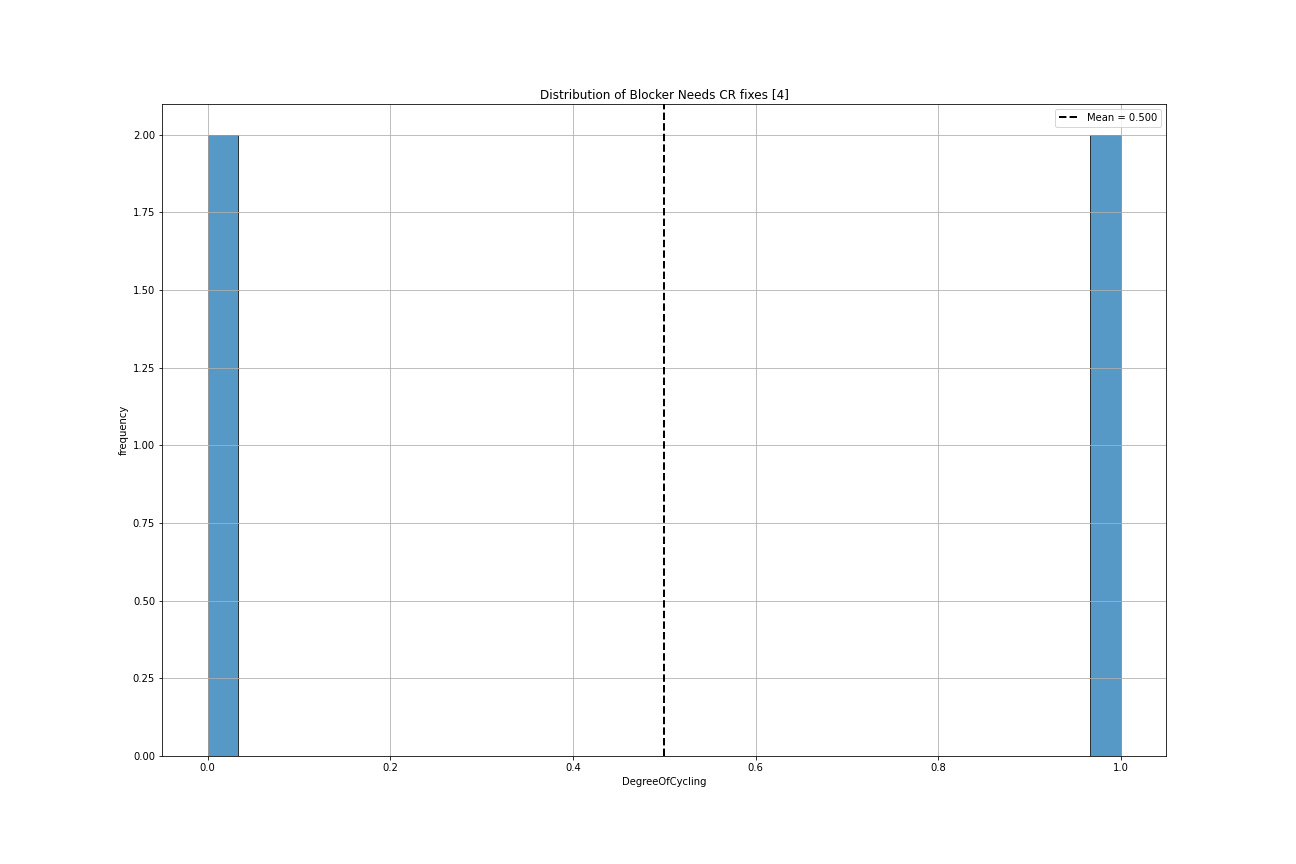 Distribution of Blocker Needs CR fixes [4]
Mean = 0.500
2.00
1.75
1.50
1.25
1.00
0.75
0.50
0.25
0.00
frequency
0.0 0.2 0.4 0.6 0.8 1.0
DegreeOfCycling